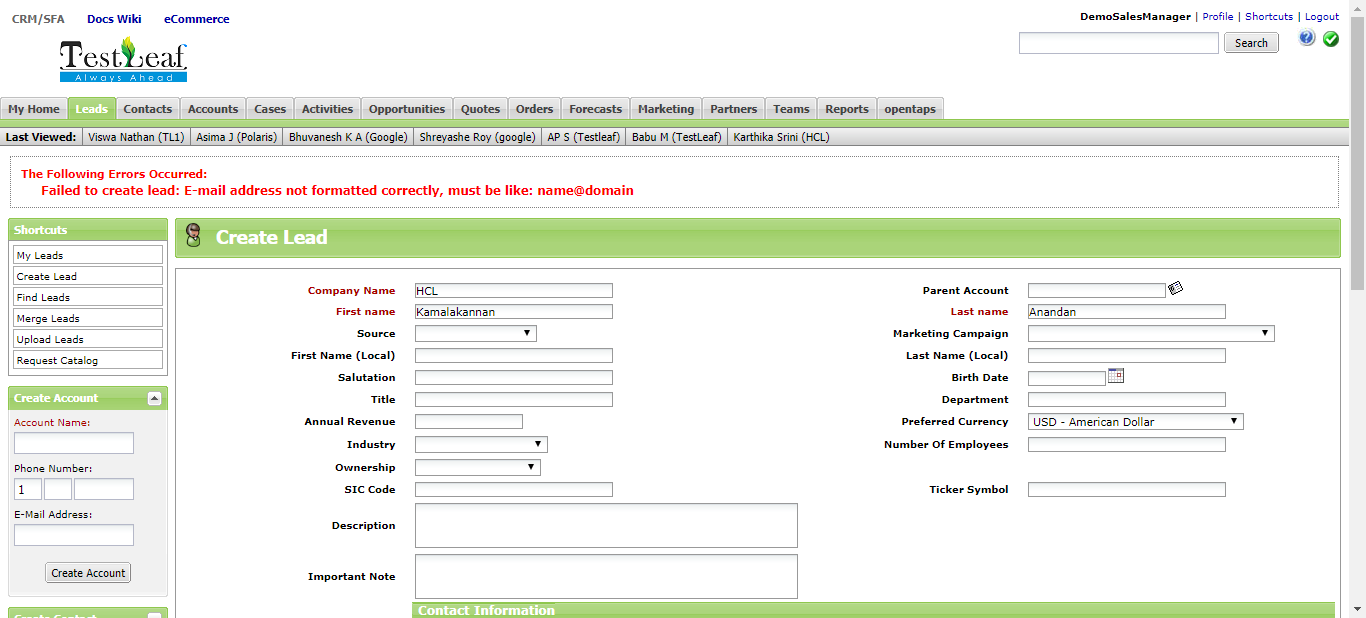 CRM/SFA Docs Wiki eCommerce
DemoSalesManager | Profile | Shortcuts | Logout
TestLeaf
Always Ahead
Search
My Home Leads Contacts Accounts Cases Activities Opportunities Quotes Orders Forecasts Marketing Partners Teams Reports opentaps
Last Viewed: Viswa Nathan (TL1) Asima J (Polaris) Bhuvanesh K A (Google) Shreyashe Roy (google) AP S (Testleaf) Babu M (TestLeaf) Karthika Srini (HCL)
The Following Errors Occurred:
Failed to create lead: E-mail address not formatted correctly, must be like: name@domain
Shortcuts
My Leads
Create Lead
Find Leads
Merge Leads
Upload Leads
Request Catalog
Create Account
Account Name:
Phone Number:
1
E-Mail Address:
Create Account
Create Contact
Create Lead
Company Name HCL Parent Account
First name Kamalakannan Last name Anandan
Source Marketing Campaign
First Name (Local) Last Name (Local)
Salutation Birth Date
Title Department
Annual Revenue Preferred Currency USD - American Dollar
Industry Number Of Employees
Ownership
SIC Code Ticker Symbol
Description
Important Note
Contact Information